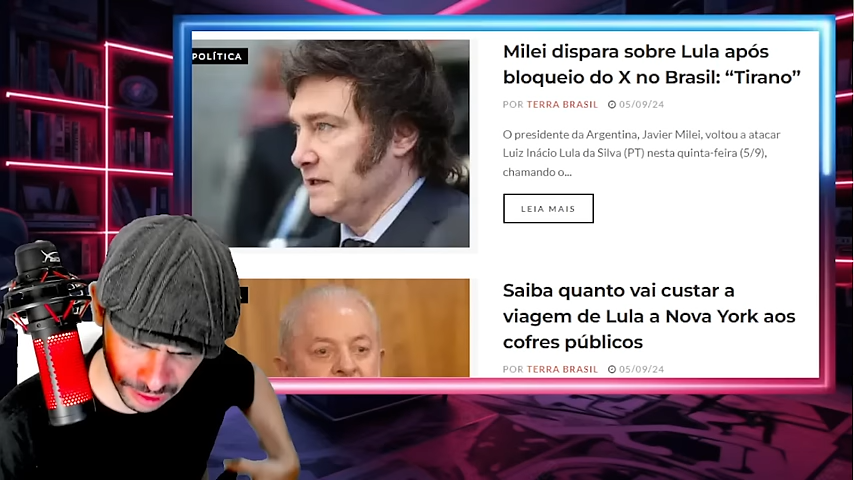 POLÍTICA
Milei dispara sobre Lula após
bloqueio do X no Brasil: “Tirano”
POR TERRA BRASIL 05/09/24
O presidente da Argentina, Javier Milei, voltou a atacar
Luiz Inácio Lula da Silva (PT) nesta quinta-feira (5/9),
chamando o...
LEIA MAIS
Saiba quanto vai custar a
viagem de Lula a Nova York aos
cofres públicos
POR TERRA BRASIL 05/09/24